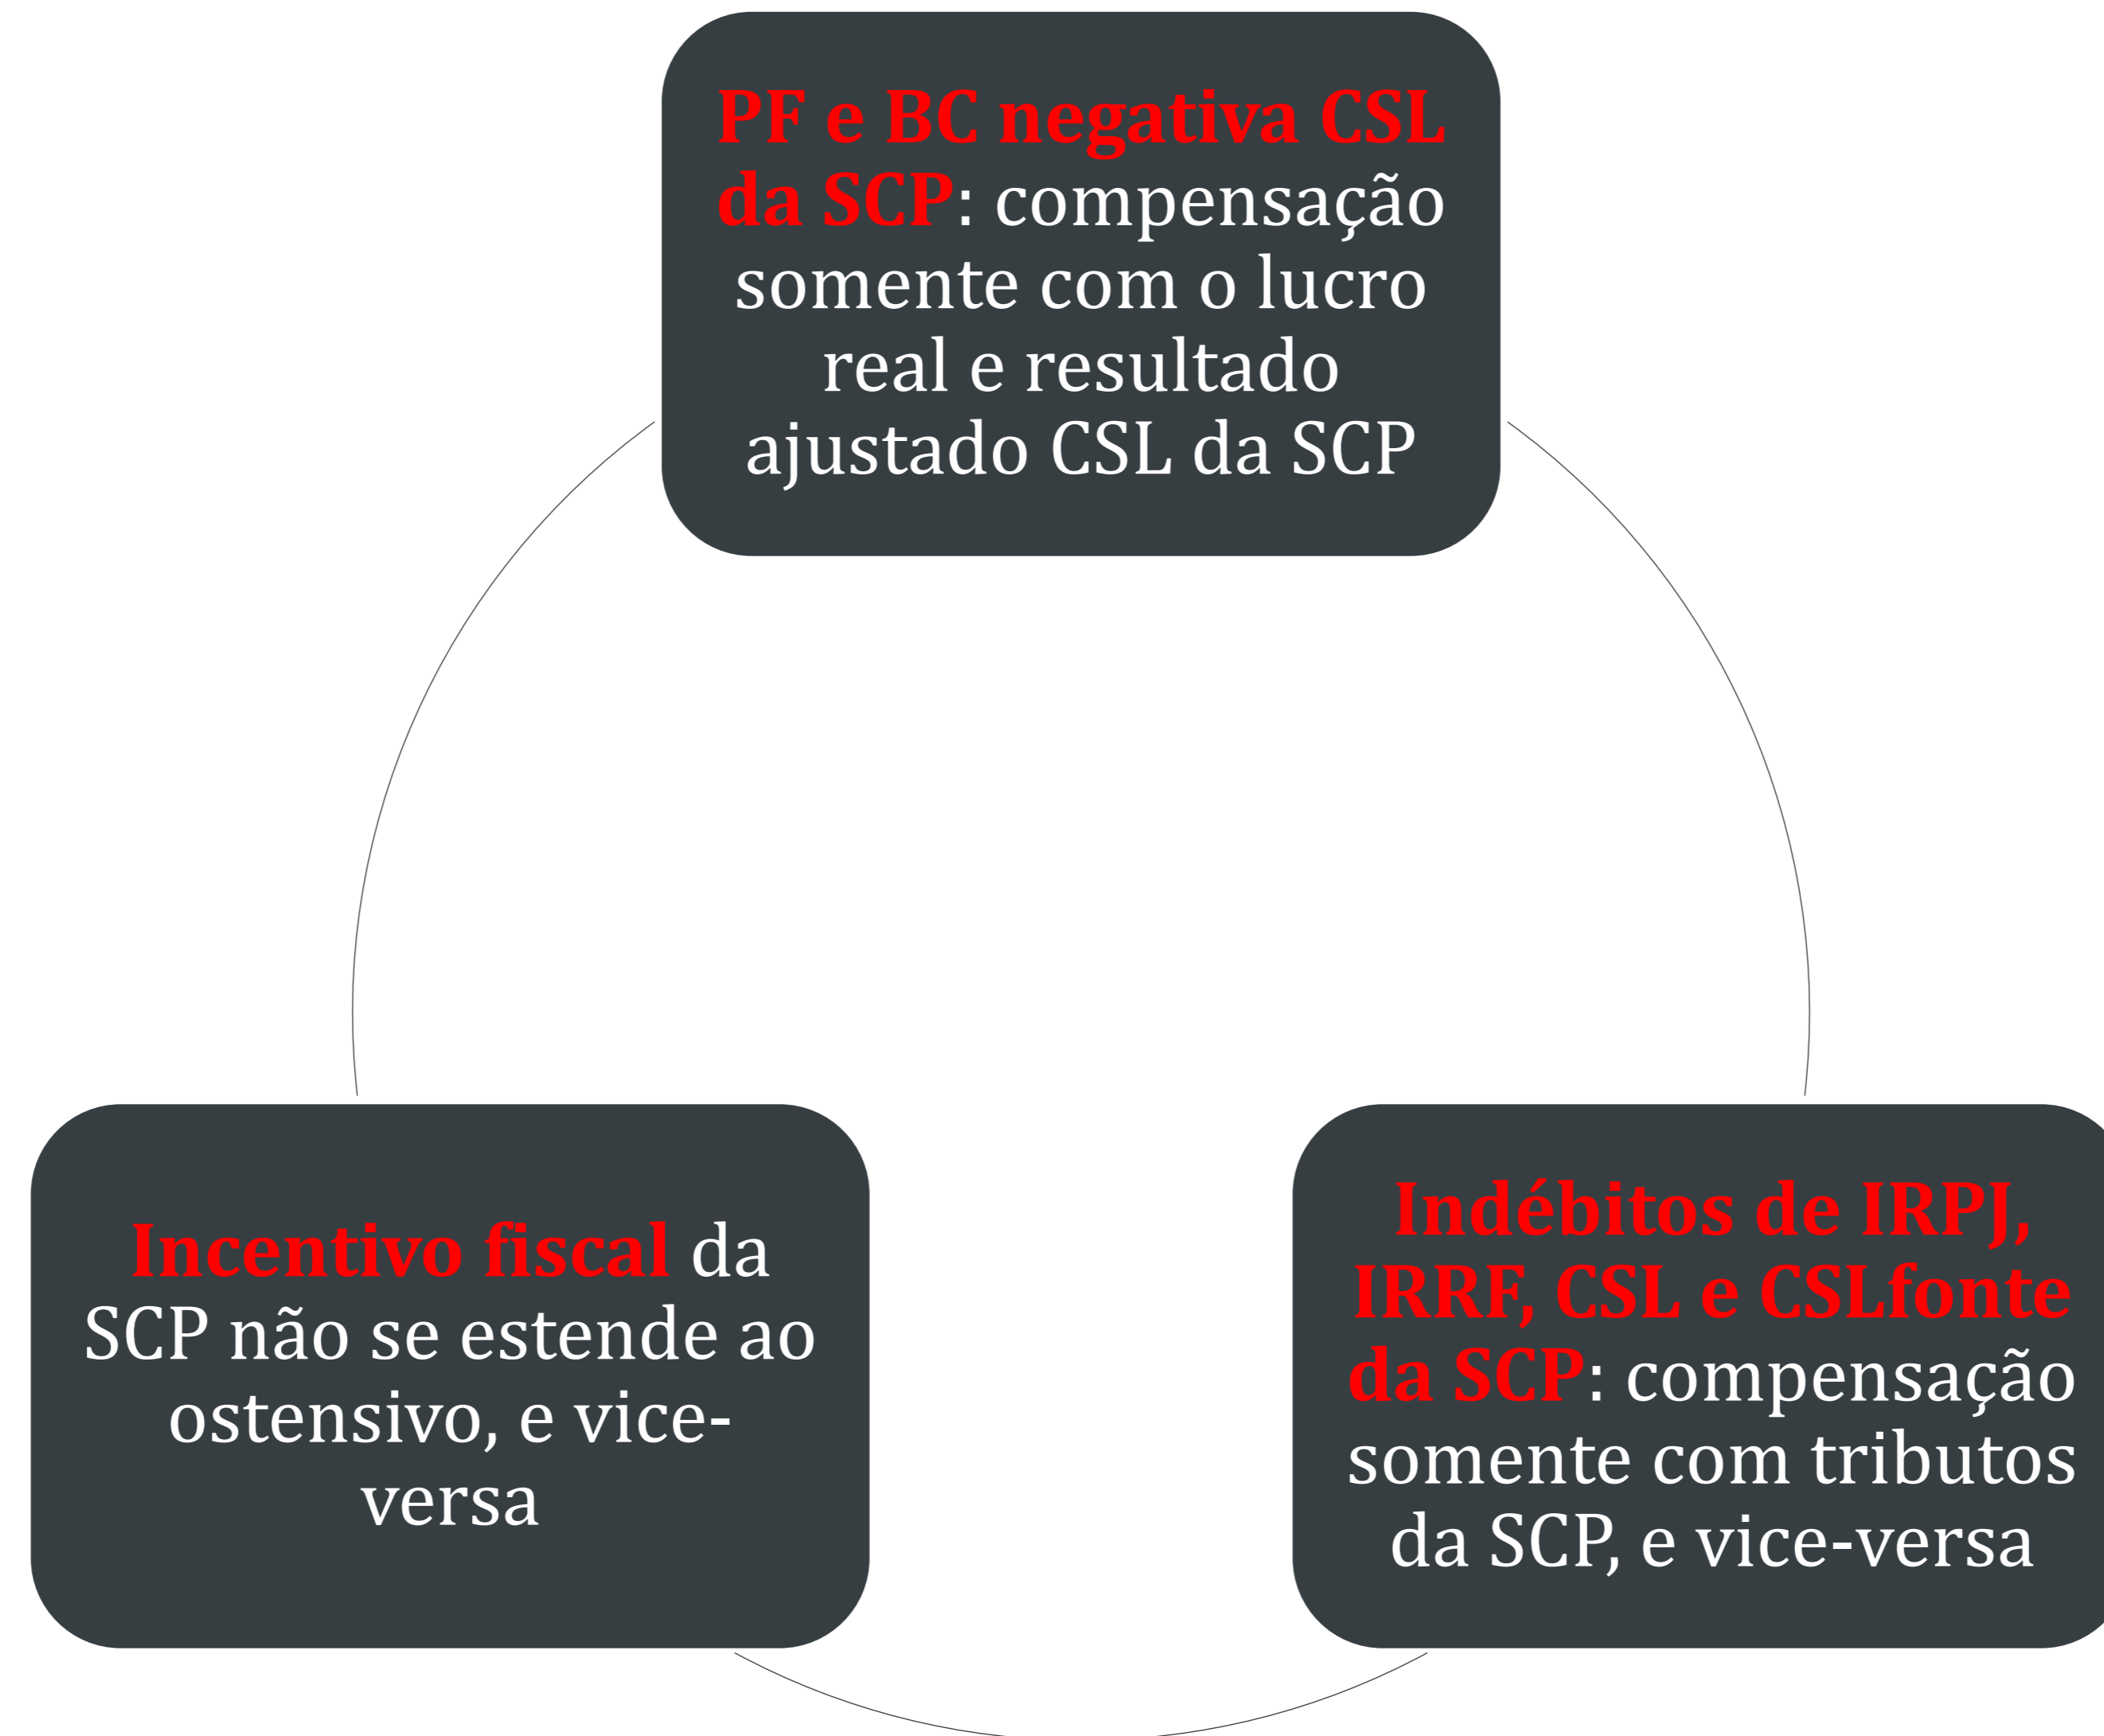 PF e BC negativa CSL
da SCP: compensação
somente com o lucro
real e resultado
ajustado CSL da SCP
Incentivo fiscal da
SCP não se estende ao
ostensivo, e vice-
versa
Indébitos de IRPJ,
IRRF, CSL e CSLfonte
da SCP: compensação
somente com tributos
da SCP, e vice-versa